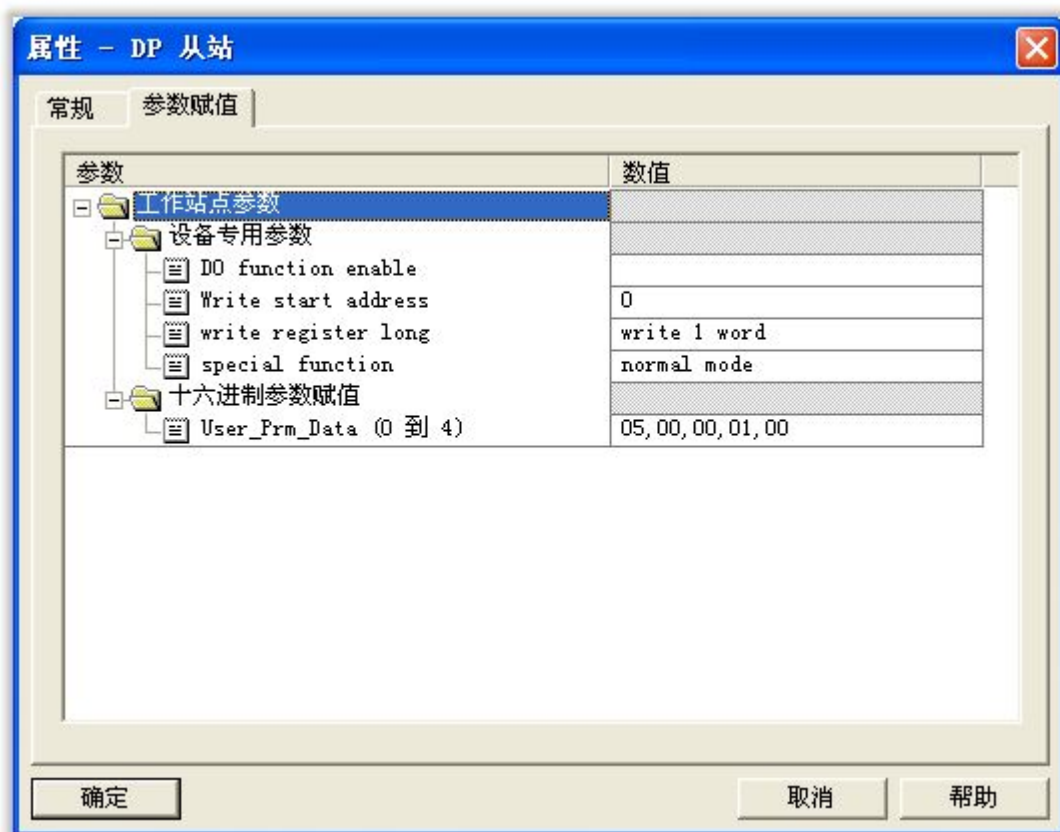 属性 - DP 从站
常规 参数赋值
参数 数值
工作站点参数
设备专用参数
DO function enable
Write start address 0
write register long write 1 word
special function normal mode
十六进制参数赋值
User_Prm_Data (0 到 4) 05,00,00,01,00
确定 取消 帮助